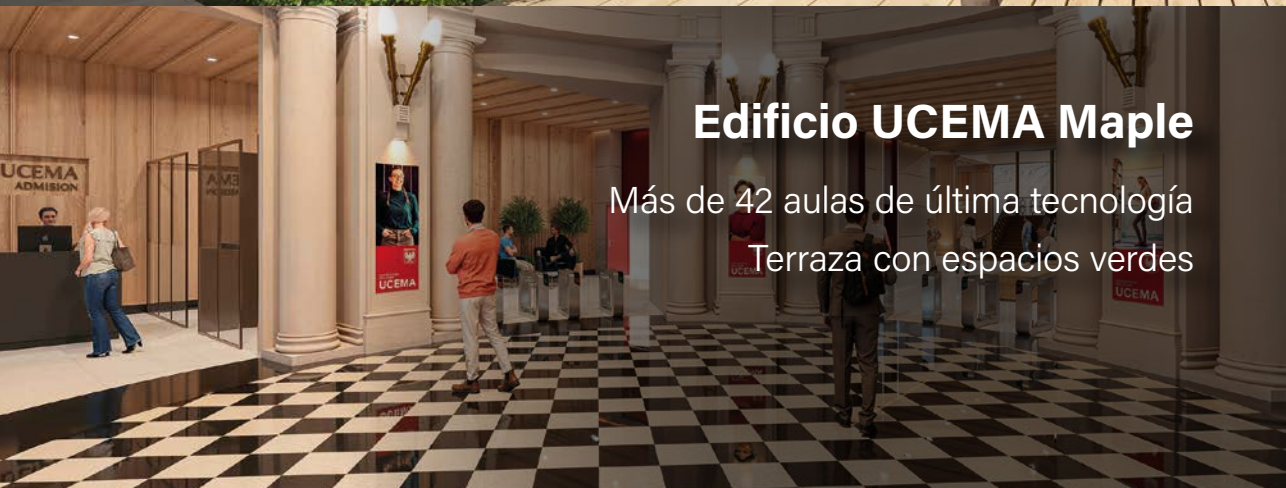 Edificio UCEMA Maple
Más de 42 aulas de última tecnología
Terraza con espacios verdes
UCEMA
ADMISION
UCEMA
UCEMA
UCEMA